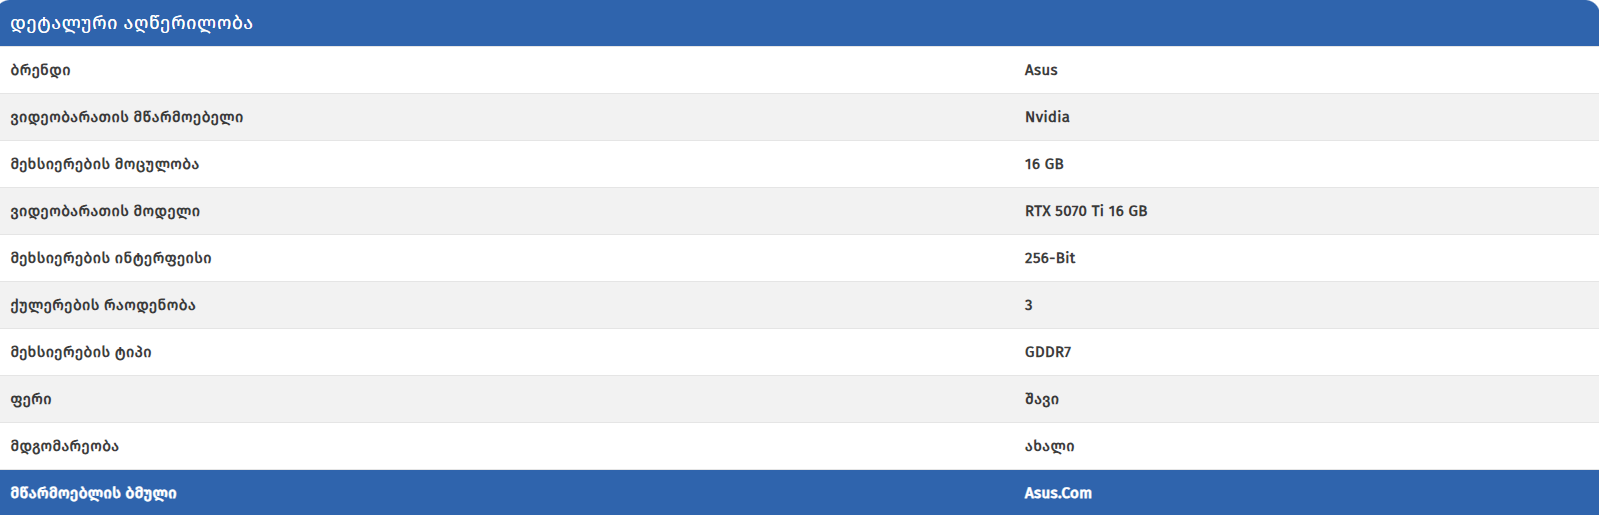 დეტალური აღწერილობა
ბრენდი Asus
ვიდეობარათის მწარმოებელი Nvidia
მეხსიერების მოცულობა 16 GB
ვიდეობარათის მოდელი RTX 5070 Ti 16 GB
მეხსიერების ინტერფეისი 256-Bit
ქულერების რაოდენობა 3
მეხსიერების ტიპი GDDR7
ფერი შავი
მდგომარეობა ახალი
მწარმოებლის ბმული Asus.Com